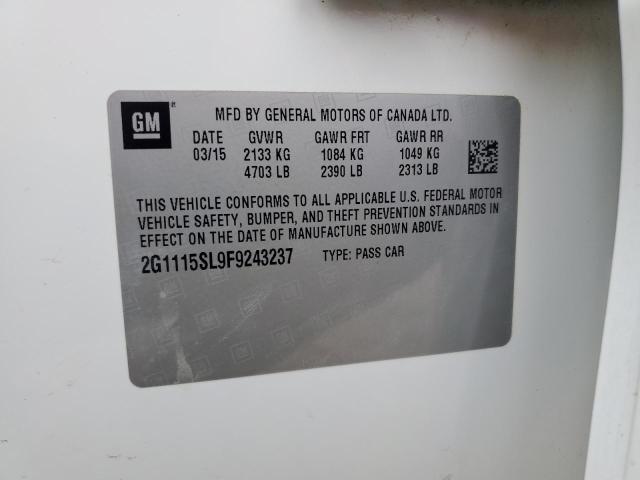 GM
MFD BY GENERAL MOTORS OF CANADA LTD.
DATE GVWR GAWR FRT GAWR RR
03/15 2133 KG 1084 KG 1049 KG
4703 LB 2390 LB 2313 LB
THIS VEHICLE CONFORMS TO ALL APPLICABLE U.S. FEDERAL MOTOR
VEHICLE SAFETY, BUMPER, AND THEFT PREVENTION STANDARDS IN
EFFECT ON THE DATE OF MANUFACTURE SHOWN ABOVE.
2G1115SL9F9243237 TYPE: PASS CAR